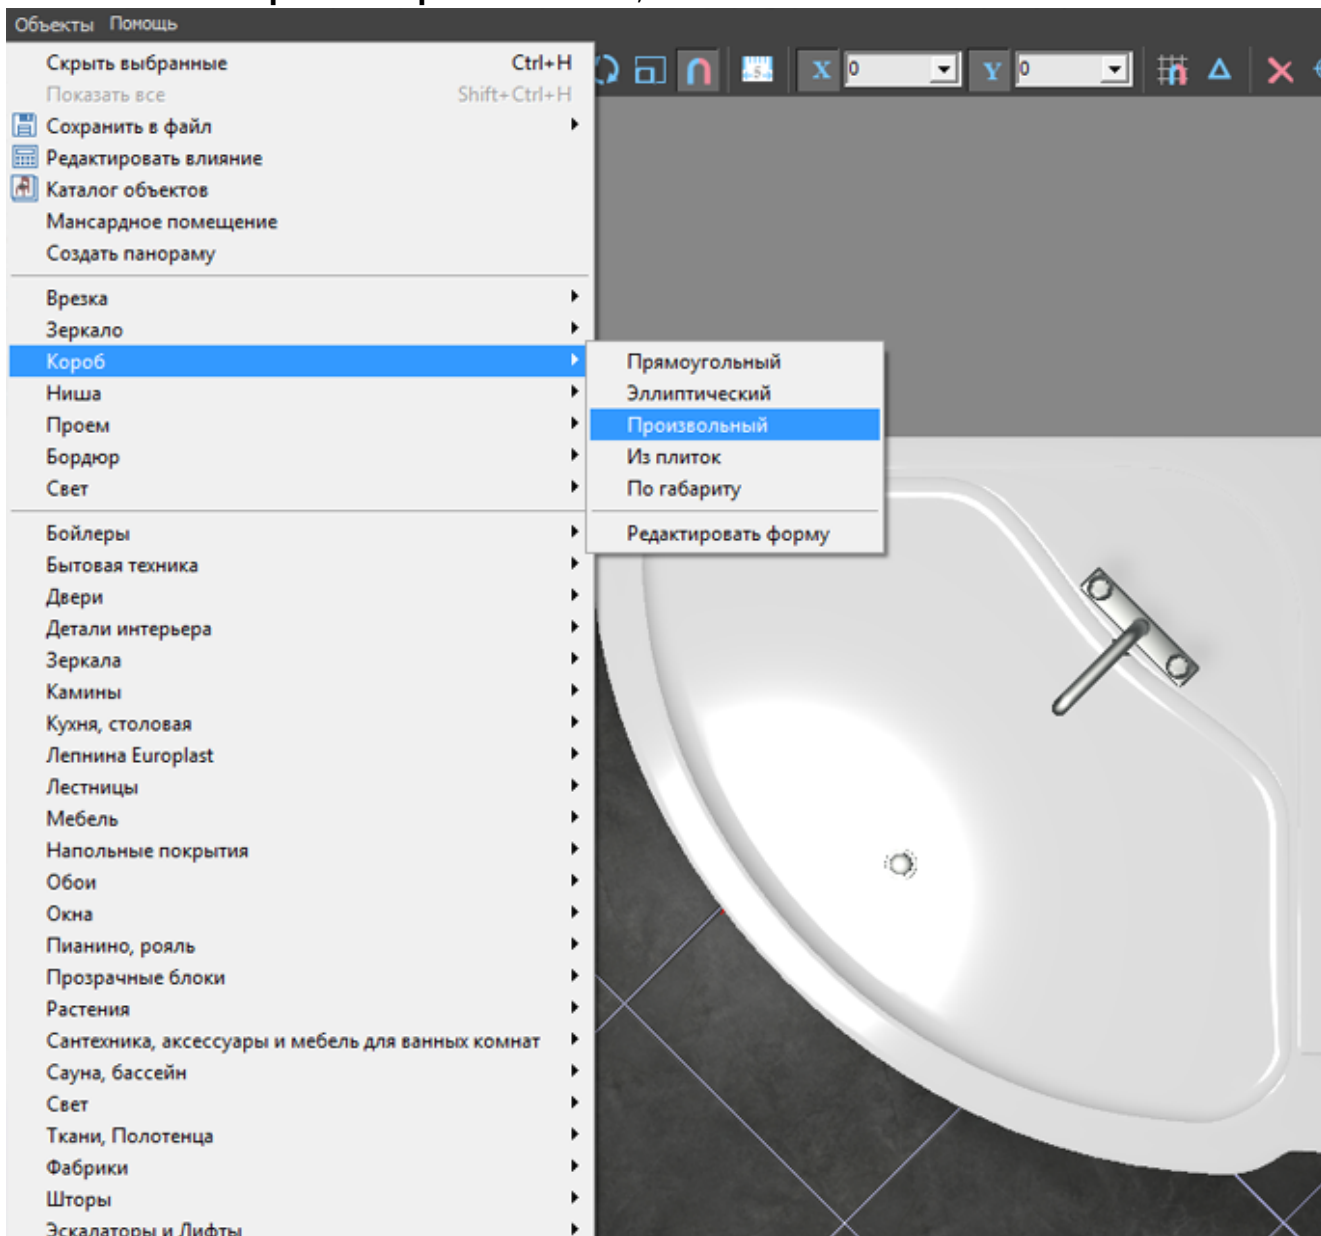 Объекты Помощь
Скрыть выбранные Ctrl+H
Показать все Shift+Ctrl+H
Сохранить в файл
Редактировать влияние
Каталог объектов
Мансардное помещение
Создать панораму
Врезка
Зеркало
Короб
Ниша
Проем
Бордюр
Свет
Бойлеры
Бытовая техника
Двери
Детали интерьера
Зеркала
Камины
Кухня, столовая
Лепнина Europlast
Лестницы
Мебель
Напольные покрытия
Обои
Окна
Пианино, рояль
Прозрачные блоки
Растения
Сантехника, аксессуары и мебель для ванных комнат
Сауна, бассейн
Свет
Ткани, Полотенца
Фабрики
Шторы
Эскалаторы и Лифты
Прямоугольный
Эллиптический
Произвольный
Из плиток
По габариту
Редактировать форму
5
X 0
Y 0